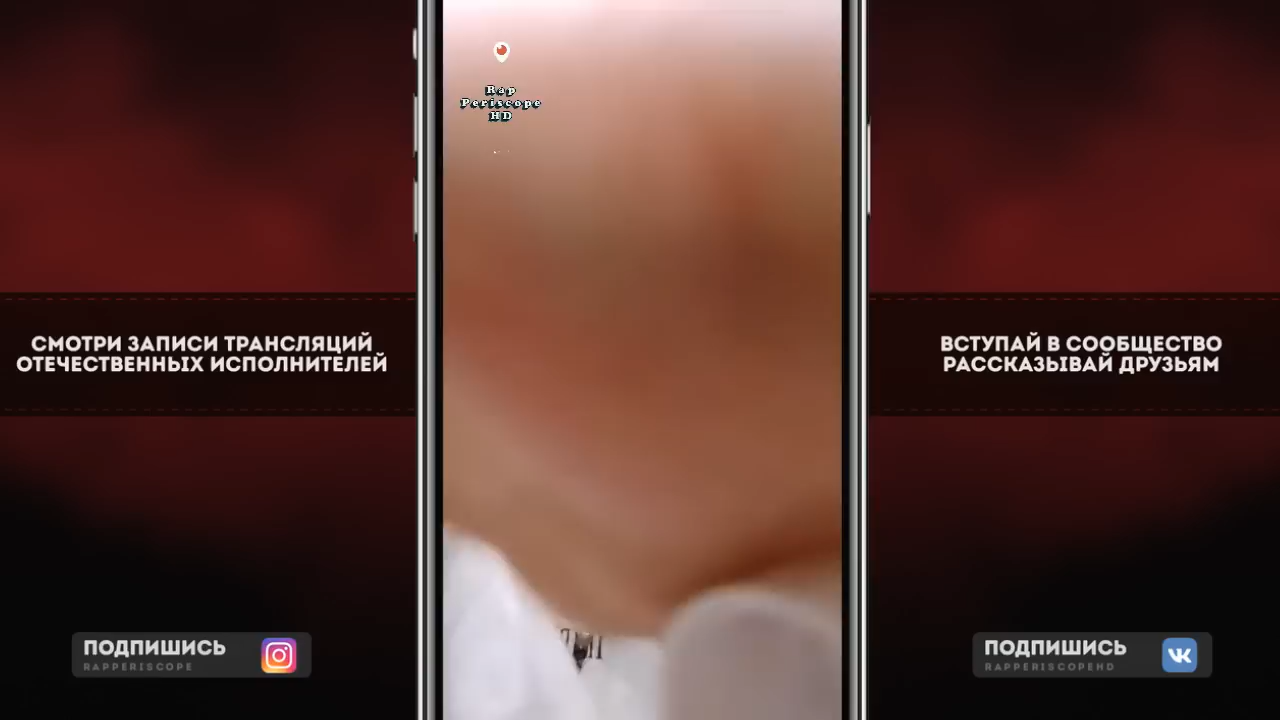 Rap
Periscope
HD
СМОТРИ ЗАПИСИ ТРАНСЛЯЦИЙ
ОТЕЧЕСТВЕННЫХ ИСПОЛНИТЕЛЕЙ
ВСТУПАЙ В СООБЩЕСТВО
РАССКАЗЫВАЙ ДРУЗЬЯМ
ПОДПИШИСЬ
RAPPERISCOPE
ПОДПИШИСЬ
RAPPERISCOPEHD